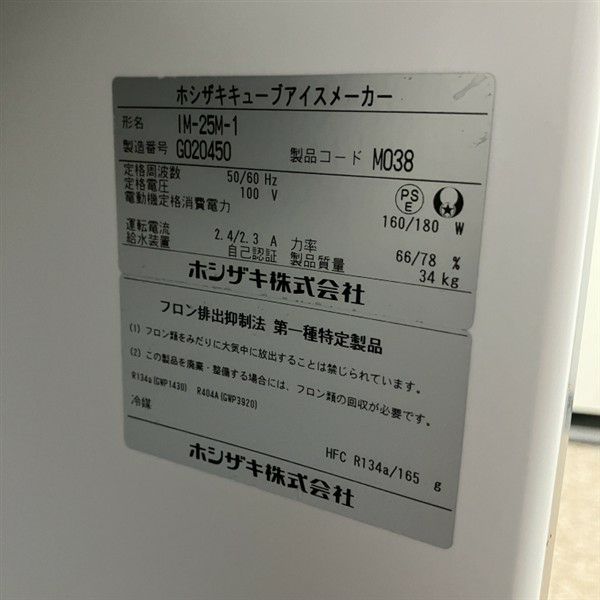 ホシザキキューブアイスメーカー
形名 IM-25M-1
製造番号 G020450 製品コード M038
定格周波数 50/60 Hz
定格電圧 100 V
PS
E
電動機定格消費電力 160/180 W
運転電流 2.4/2.3 A 力率 66/78 %
給水装置 自己認証 製品質量 34 kg
ホシザキ株式会社
フロン排出抑制法 第一種特定製品
(1) フロン類をみだりに大気中に放出することは禁じられています。
(2) この製品を廃棄・整備する場合には、フロン類の回収が必要です。
R134a(GWP1430) R404A(GWP3920)
冷媒 HFC R134a/165 g
ホシザキ株式会社